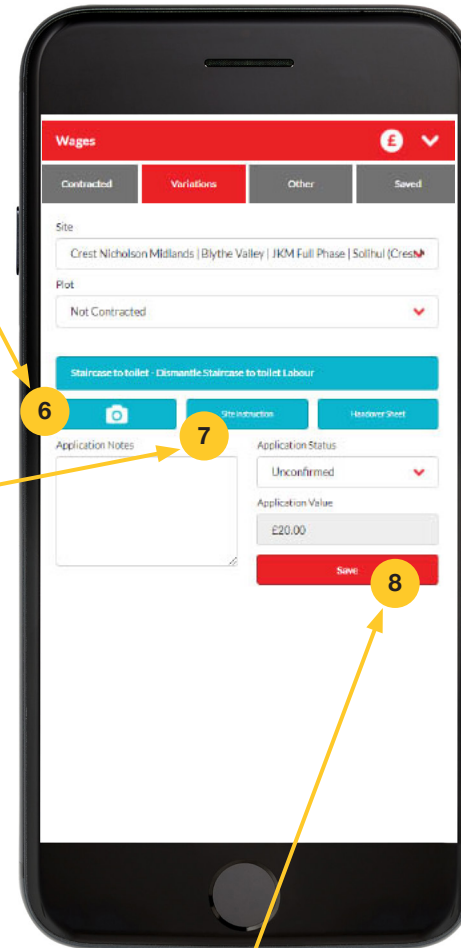 Wages £
Contracted Variations Other Saved
Site
Crest Nicholson Midlands | Blythe Valley | JKM Full Phase | Solihul (Crest
Plot
Not Contracted
Staircase to toilet - Dismantle Staircase to toilet Labour
6 Site Instruction Handover Sheet
7
Application Notes Application Status
Unconfirmed
Application Value
£20.00
Save 8